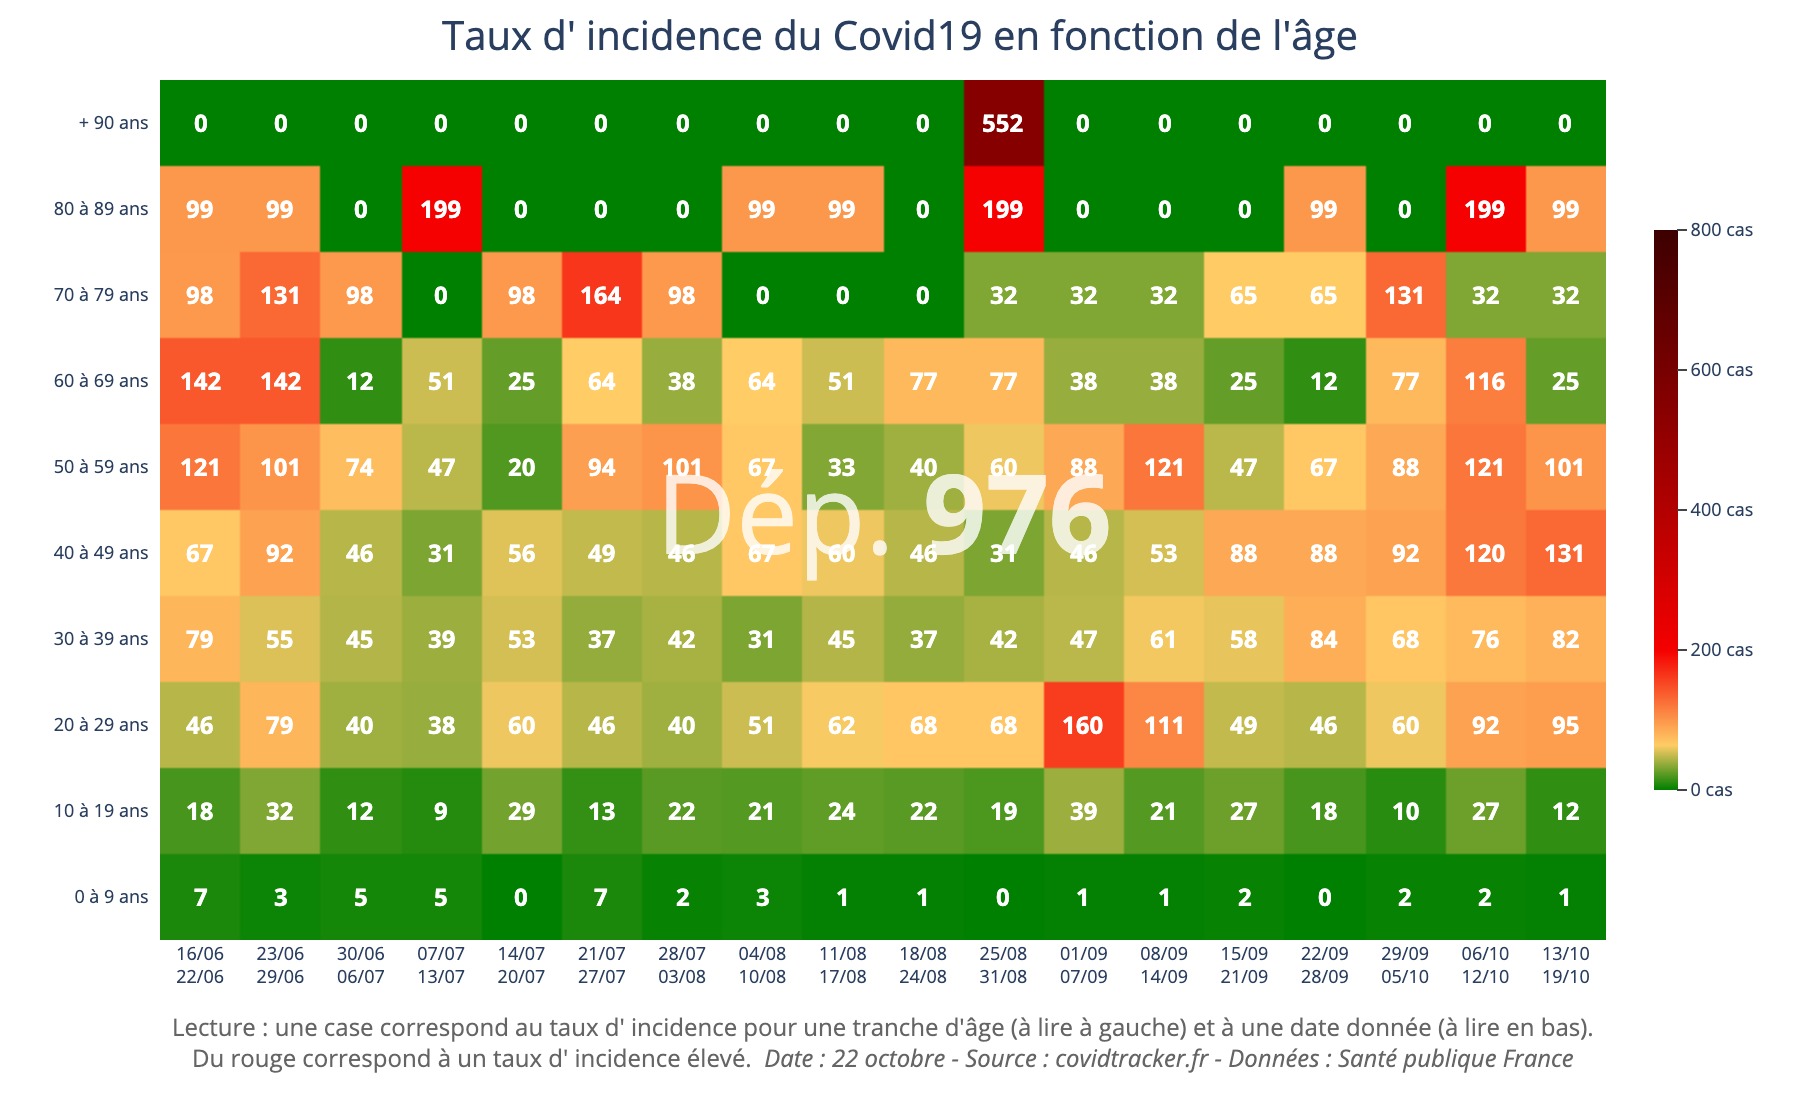 Taux d' incidence du Covid19 en fonction de l'âge
+ 90 ans 0 0 0 0 0 0 0 0 0 0 552 0 0 0 0 0 0 0
80 à 89 ans 99 99 0 199 0 0 0 99 99 0 199 0 0 0 99 0 199 99
70 à 79 ans 98 131 98 0 98 164 98 0 0 0 32 32 32 65 65 131 32 32
60 à 69 ans 142 142 12 51 25 64 38 64 51 77 77 38 38 25 12 77 116 25
50 à 59 ans 121 101 74 47 20 94 101 67 33 40 60 88 121 47 67 88 121 101
Dép. 976
40 à 49 ans 67 92 46 31 56 49 46 67 60 46 31 46 53 88 88 92 120 131
30 à 39 ans 79 55 45 39 53 37 42 31 45 37 42 47 61 58 84 68 76 82
20 à 29 ans 46 79 40 38 60 46 40 51 62 68 68 160 111 49 46 60 92 95
10 à 19 ans 18 32 12 9 29 13 22 21 24 22 19 39 21 27 18 10 27 12
0 à 9 ans 7 3 5 5 0 7 2 3 1 1 0 1 1 2 0 2 2 1
16/06 23/06 30/06 07/07 14/07 21/07 28/07 04/08 11/08 18/08 25/08 01/09 08/09 15/09 22/09 29/09 06/10 13/10
22/06 29/06 06/07 13/07 20/07 27/07 03/08 10/08 17/08 24/08 31/08 07/09 14/09 21/09 28/09 05/10 12/10 19/10
800 cas
600 cas
400 cas
200 cas
0 cas
Lecture : une case correspond au taux d' incidence pour une tranche d'âge (à lire à gauche) et à une date donnée (à lire en bas).
Du rouge correspond à un taux d' incidence élevé. Date : 22 octobre - Source : covidtracker.fr - Données : Santé publique France